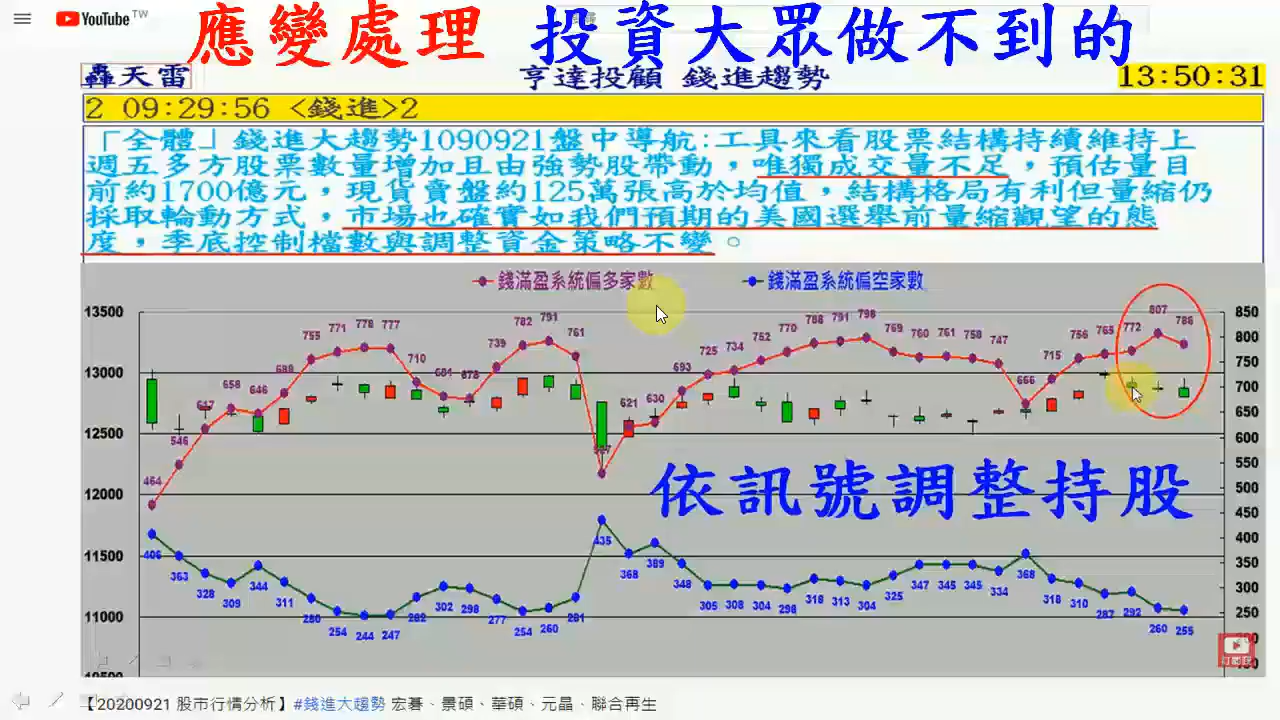 YouTube TW
應變處理 投資大眾做不到的
轟天雷 亨達投顧 錢進趨勢 13:50:31
2 09:29:56 <錢進>2
「全體」錢進大趨勢1090921盤中導航:工具來看股票結構持續維持上
週五多方股票數量增加且由強勢股帶動，唯獨成交量不足，預估量目
前約1700億元，現貨賣盤約125萬張高於均值，結構格局有利但量縮仍
採取輪動方式，市場也確實如我們預期的美國選舉前量縮觀望的態
度，季底控制檔數與調整資金策略不變。
錢滿盈系統偏多家數 錢滿盈系統偏空家數
13500 850
800
13000 750
700
12500 650
600
12000 550
500
11500 450
400
11000 350
300
250
464 546 617 658 646 688 755 771 778 777 710 681 678 739 782 791 761 621 630 693 725 734 752 770 788 791 798 769 760 761 758 747 666 715 756 765 772 807 786
依訊號調整持股
406 363 328 309 344 311 280 254 244 247 282 302 298 277 254 260 281 435 368 389 348 305 308 304 298 318 313 304 325 347 345 345 334 368 318 310 287 292 260 255
【20200921 股市行情分析】#錢進大趨勢 宏碁、景碩、華碩、元晶、聯合再生